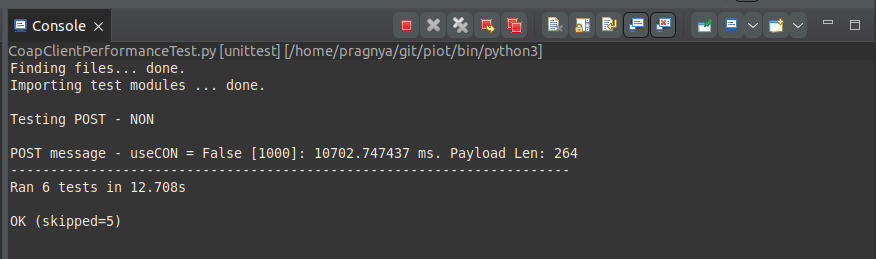 Console
CoapClientPerformanceTest.py [unittest] [/home/pragnya/git/piot/bin/python3]
Finding files... done.
Importing test modules ... done.
Testing POST - NON
POST message - useCON = False [1000]: 10702.747437 ms. Payload Len: 264
----------------------------------------------------------------------
Ran 6 tests in 12.708s
OK (skipped=5)